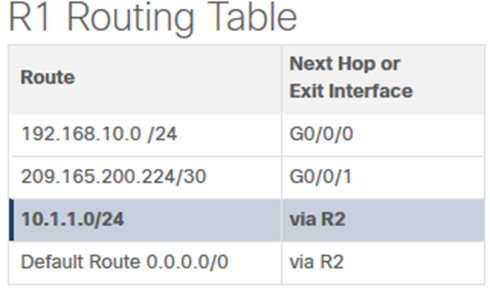 R1 Routing Table
Route
Next Hop or
Exit Interface
192.168.10.0 /24
G0/0/0
209.165.200.224/30
G0/0/1
10.1.1.0/24
via R2
Default Route 0.0.0.0/0
via R2